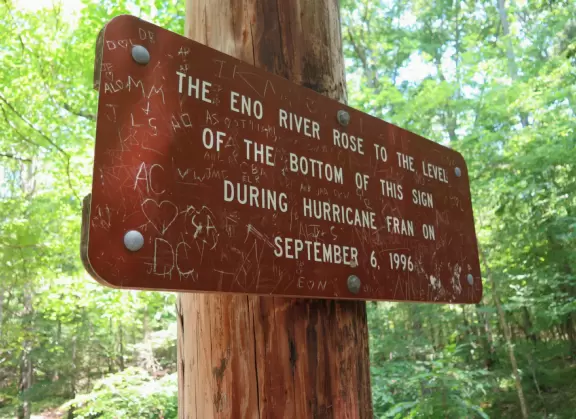 THE ENO RIVER ROSE TO THE LEVEL
OF THE BOTTOM OF THIS SIGN
DURING HURRICANE FRAN ON
SEPTEMBER 6, 1996